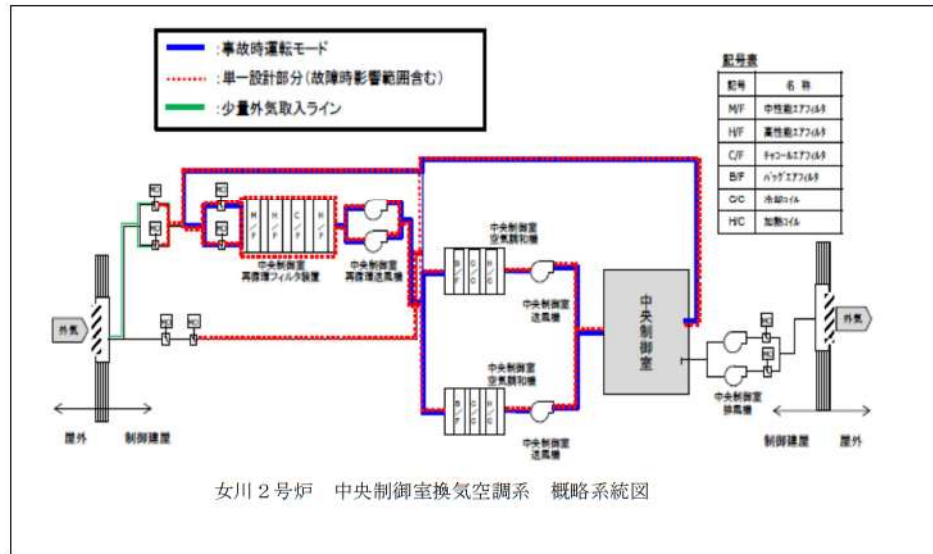 ：事故時運転モード
：単一設計部分（故障時影響範囲含む）
：少量外気取入ライン
記号表
記号 名称
M/F 中性能エアフィルタ
H/F 高性能エアフィルタ
C/F チャコールエアフィルタ
B/F バッグエアフィルタ
C/C 冷却コイル
H/C 加熱コイル
MO
MO
MO
MO
M/F H/F C/F H/F
中央制御室
再循環フィルタ装置
中央制御室
再循環送風機
中央制御室
空気調和機
B/F C/C H/C
中央制御室
送風機
中央制御室
外気
MO MO
中央制御室
空気調和機
B/F C/C H/C
中央制御室
送風機
MO
MO
中央制御室
排風機
外気
屋外 制御建屋
制御建屋 屋外
女川２号炉 中央制御室換気空調系 概略系統図